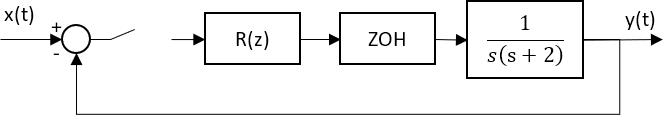 x(t)
+
-
R(z)
ZOH
1
s(s + 2)
y(t)